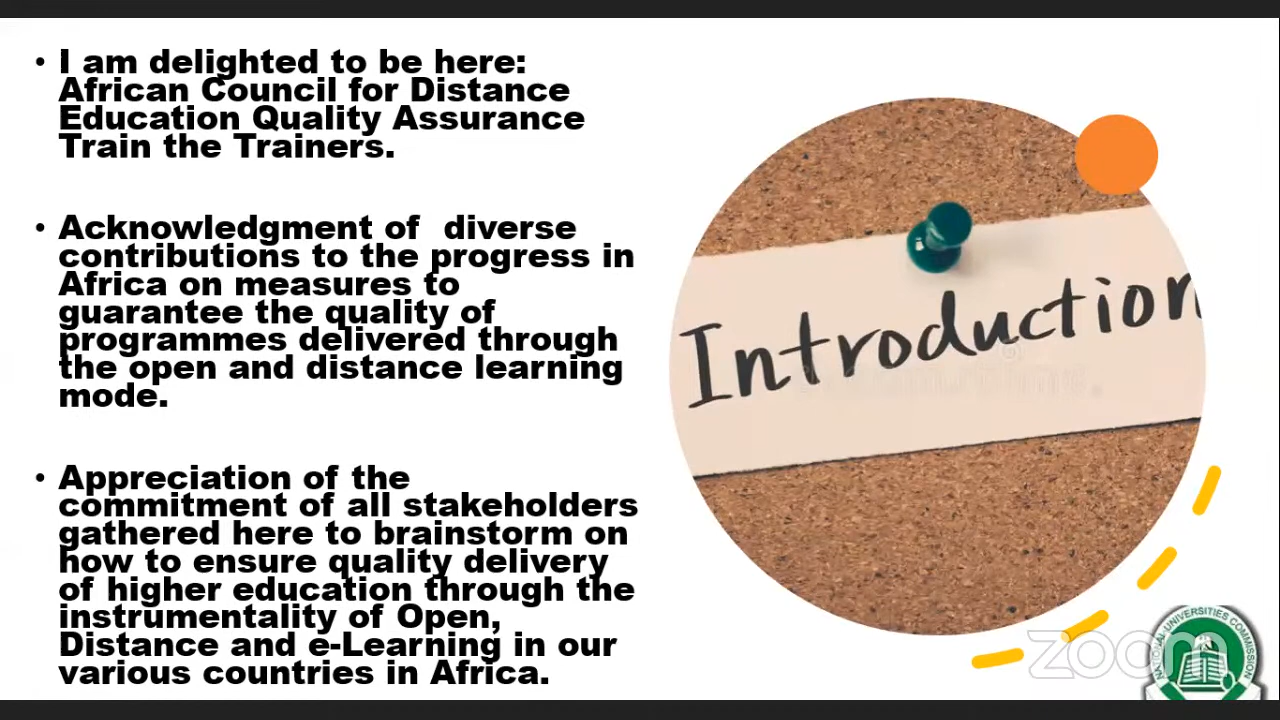 • I am delighted to be here:
African Council for Distance
Education Quality Assurance
Train the Trainers.
• Acknowledgment of diverse
contributions to the progress in
Africa on measures to
guarantee the quality of
programmes delivered through
the open and distance learning
mode.
• Appreciation of the
commitment of all stakeholders
gathered here to brainstorm on
how to ensure quality delivery
of higher education through the
instrumentality of Open,
Distance and e-Learning in our
various countries in Africa.
Introduction
zoom
NATIONAL UNIVERSITIES COMMISSION